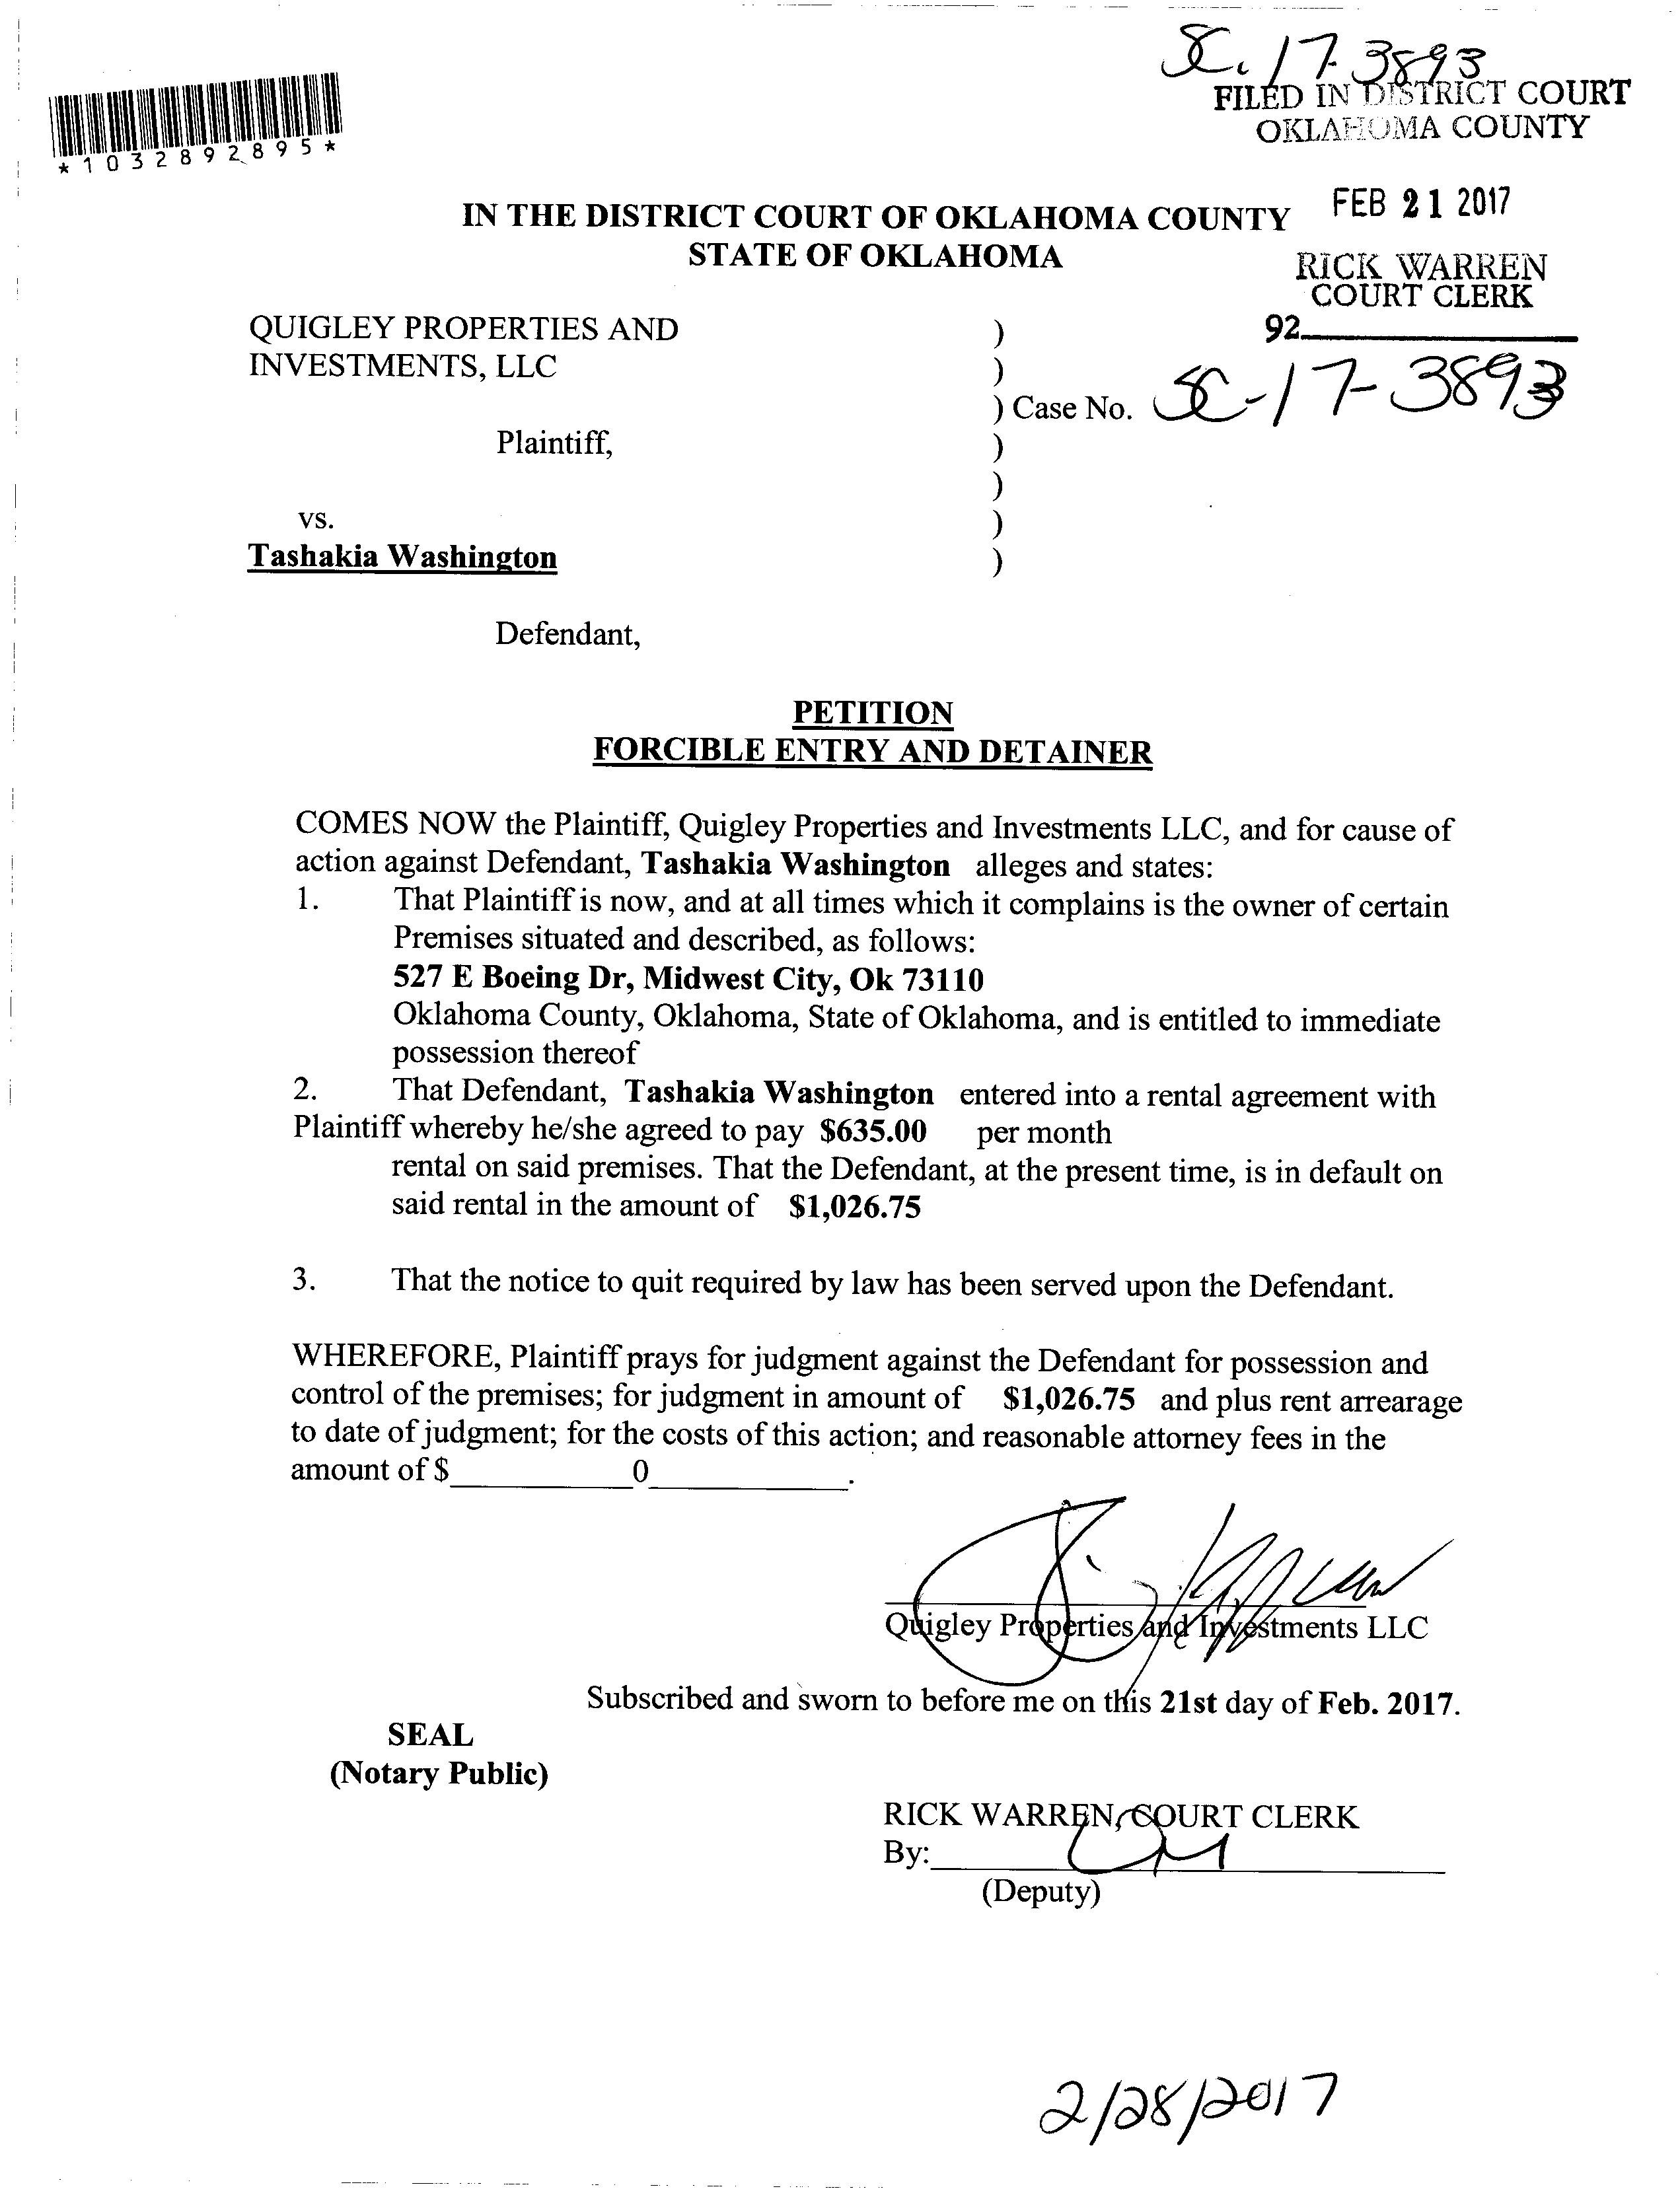 SC-17-3893
FILED IN DISTRICT COURT
OKLAHOMA COUNTY
*1032892895*
FEB 21 2017
IN THE DISTRICT COURT OF OKLAHOMA COUNTY
STATE OF OKLAHOMA
RICK WARREN
COURT CLERK
92
QUIGLEY PROPERTIES AND )
INVESTMENTS, LLC )
) Case No. SC-17-3893
Plaintiff, )
)
vs. )
Tashakia Washington )
Defendant,
PETITION
FORCIBLE ENTRY AND DETAINER
COMES NOW the Plaintiff, Quigley Properties and Investments LLC, and for cause of
action against Defendant, Tashakia Washington alleges and states:
1. That Plaintiff is now, and at all times which it complains is the owner of certain
Premises situated and described, as follows:
527 E Boeing Dr, Midwest City, Ok 73110
Oklahoma County, Oklahoma, State of Oklahoma, and is entitled to immediate
possession thereof
2. That Defendant, Tashakia Washington entered into a rental agreement with
Plaintiff whereby he/she agreed to pay $635.00 per month
rental on said premises. That the Defendant, at the present time, is in default on
said rental in the amount of $1,026.75
3. That the notice to quit required by law has been served upon the Defendant.
WHEREFORE, Plaintiff prays for judgment against the Defendant for possession and
control of the premises; for judgment in amount of $1,026.75 and plus rent arrearage
to date of judgment; for the costs of this action; and reasonable attorney fees in the
amount of $____________0_____________.
Quigley Properties and Investments LLC
Subscribed and sworn to before me on this 21st day of Feb. 2017.
SEAL
(Notary Public)
RICK WARREN, COURT CLERK
By:
(Deputy)
2/28/2017